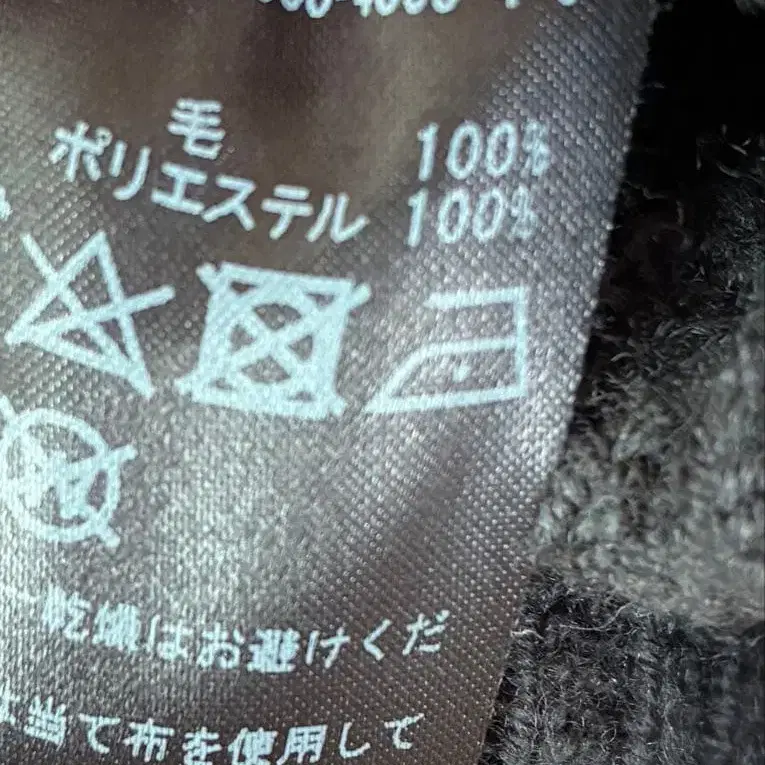 毛 100%
ポリエステル 100%
乾燥はお避けくだ
は当て布を使用して